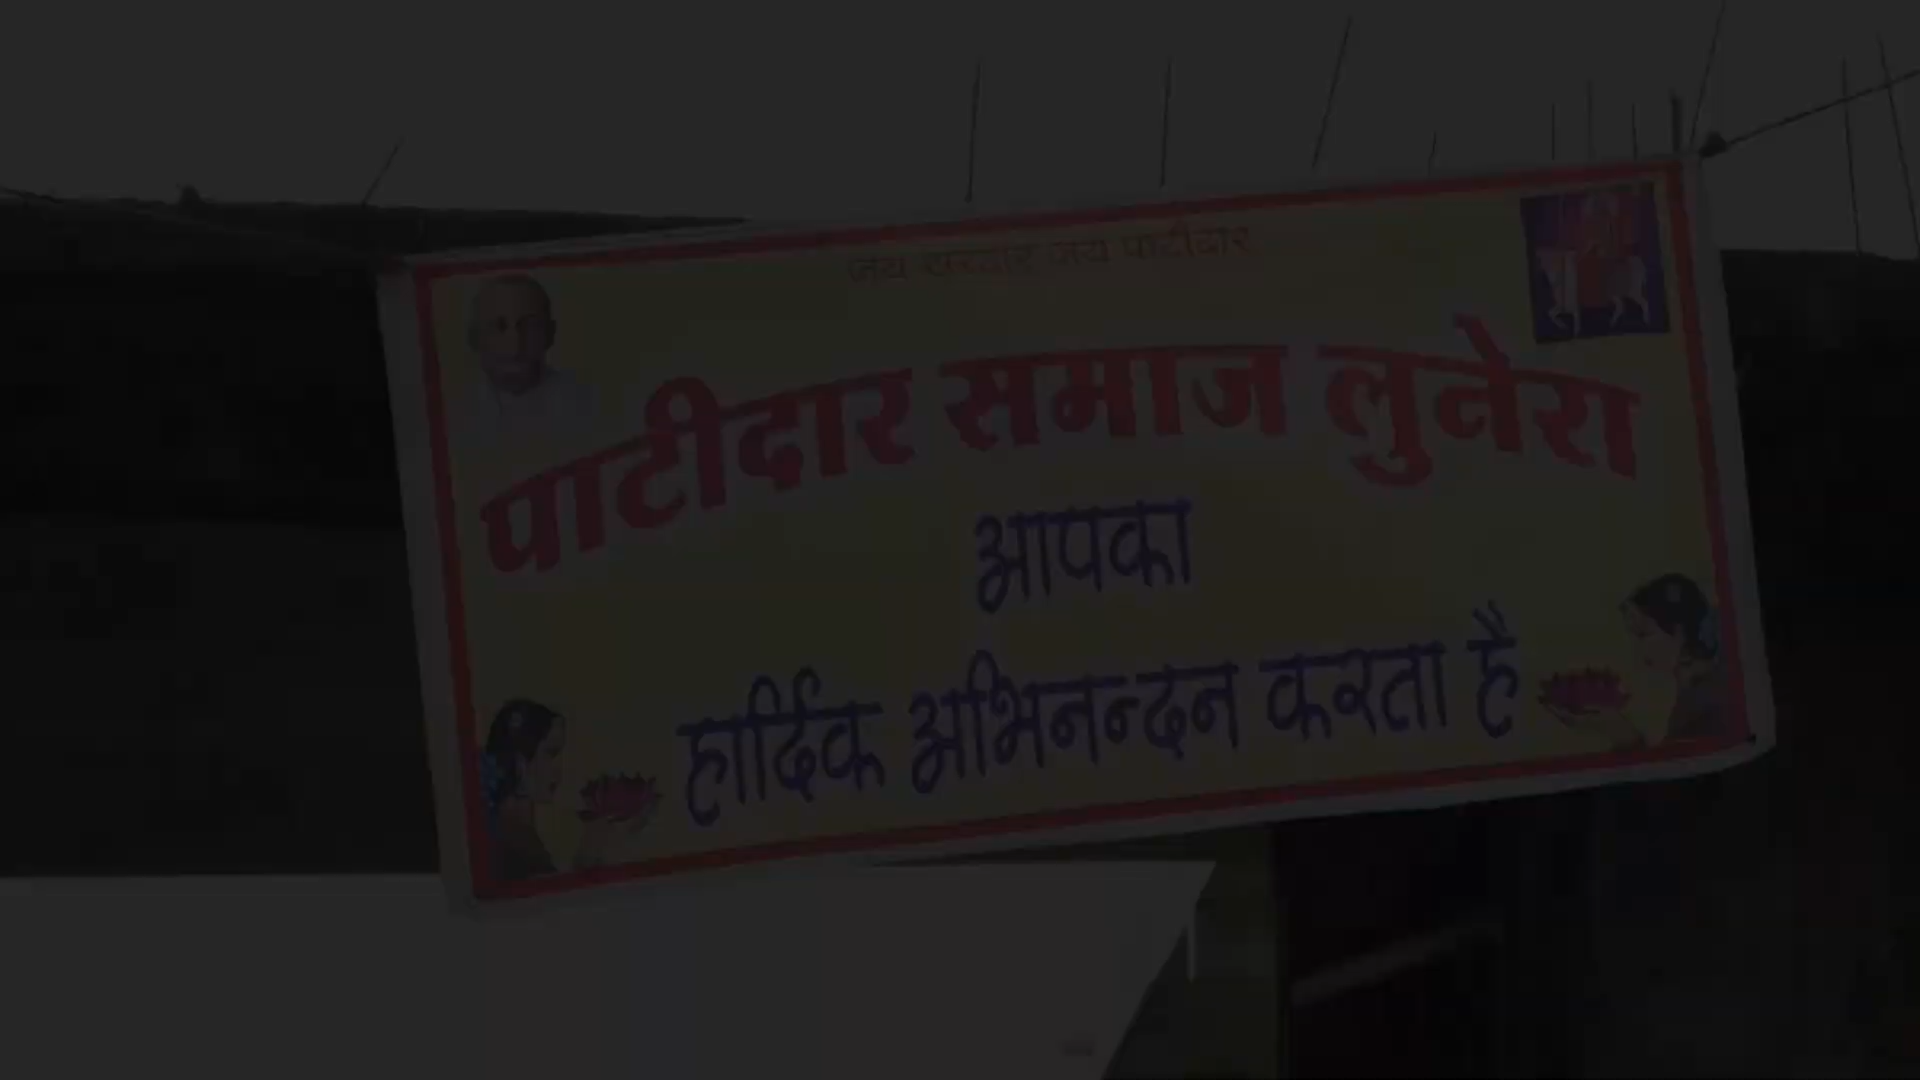 जय सरदार जय पाटीदार
पाटीदार समाज लुनेरा
आपका
हार्दिक अभिनन्दन करता है